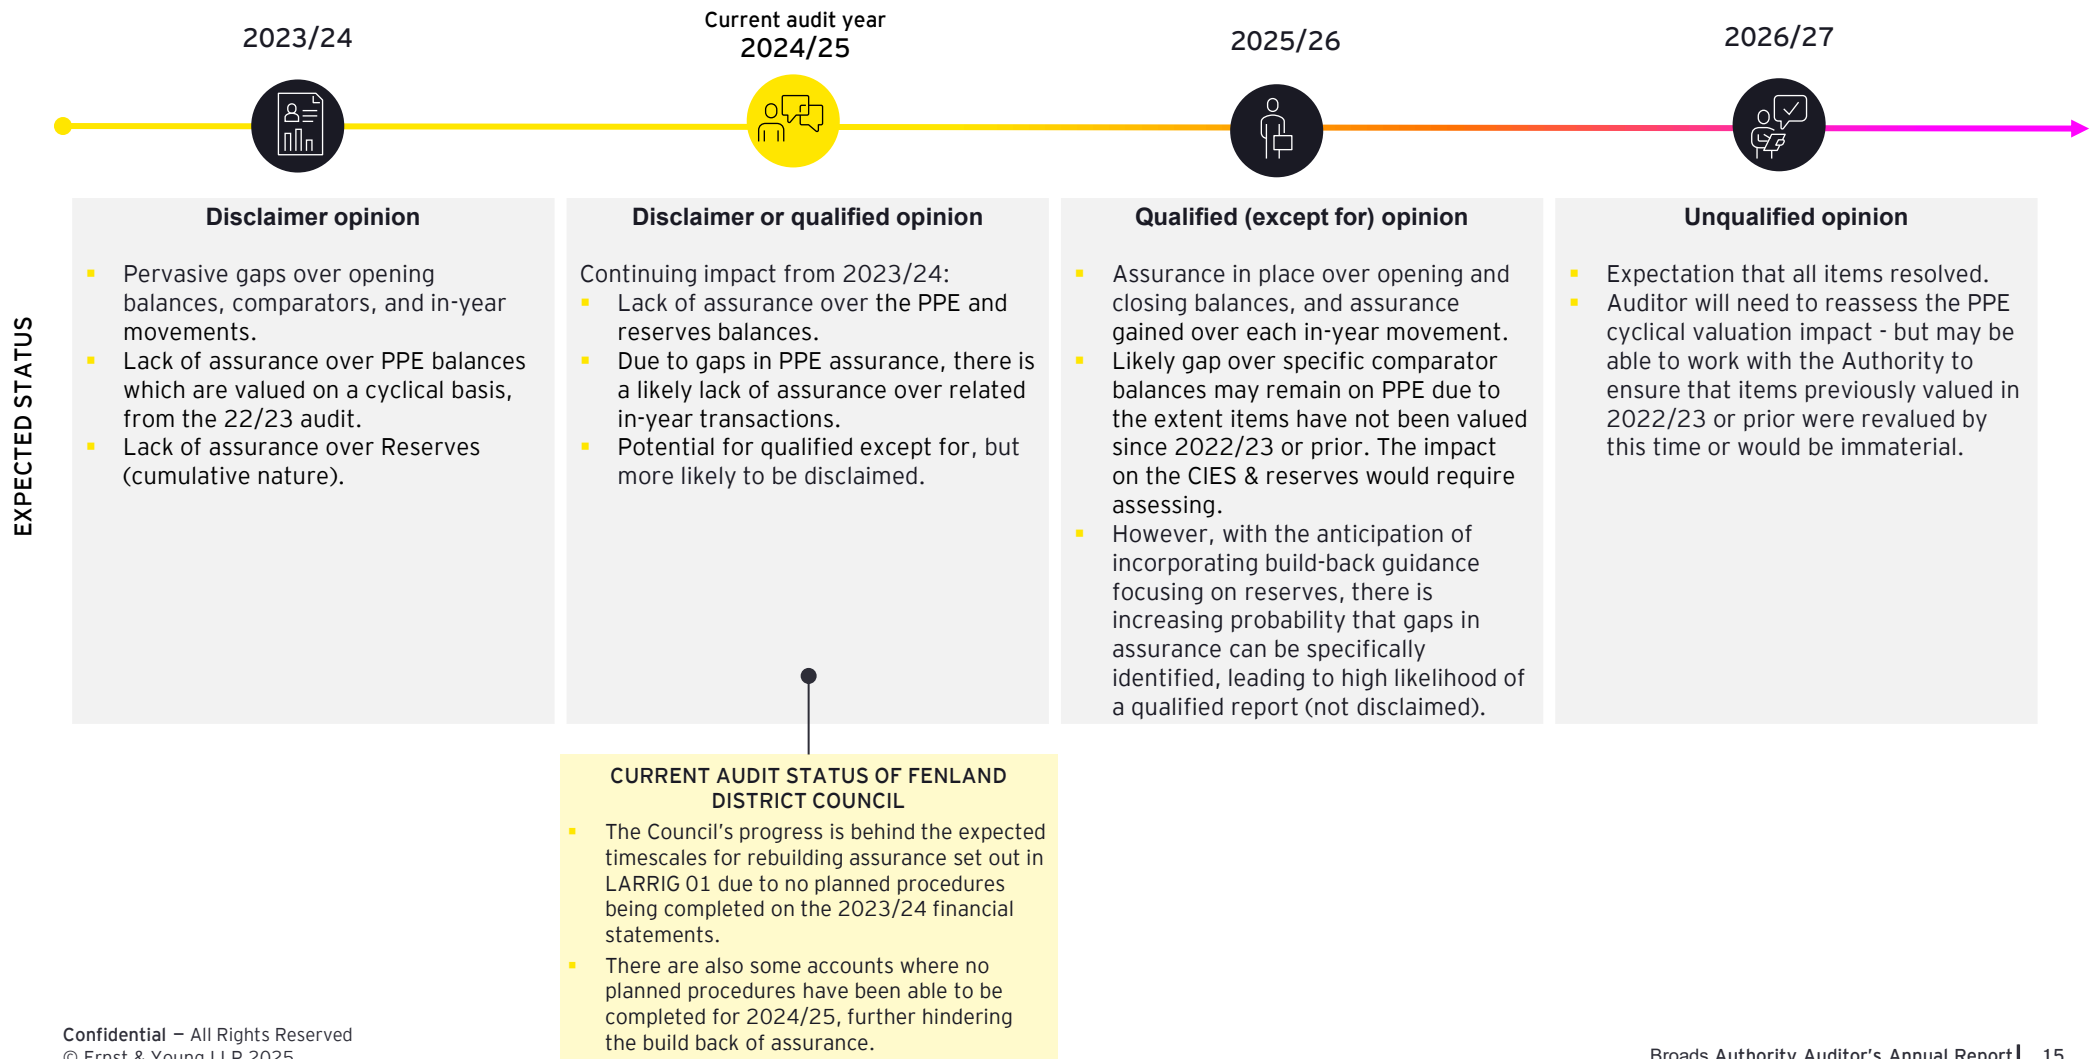 2023/24
Current audit year
2024/25
2025/26
2026/27
EXPECTED STATUS
Disclaimer opinion
▪ Pervasive gaps over opening
balances, comparators, and in-year
movements.
▪ Lack of assurance over PPE balances
which are valued on a cyclical basis,
from the 22/23 audit.
▪ Lack of assurance over Reserves
(cumulative nature).
Disclaimer or qualified opinion
Continuing impact from 2023/24:
▪ Lack of assurance over the PPE and
reserves balances.
▪ Due to gaps in PPE assurance, there is
a likely lack of assurance over related
in-year transactions.
▪ Potential for qualified except for, but
more likely to be disclaimed.
Qualified (except for) opinion
▪ Assurance in place over opening and
closing balances, and assurance
gained over each in-year movement.
▪ Likely gap over specific comparator
balances may remain on PPE due to
the extent items have not been valued
since 2022/23 or prior. The impact
on the CIES & reserves would require
assessing.
▪ However, with the anticipation of
incorporating build-back guidance
focusing on reserves, there is
increasing probability that gaps in
assurance can be specifically
identified, leading to high likelihood of
a qualified report (not disclaimed).
Unqualified opinion
▪ Expectation that all items resolved.
▪ Auditor will need to reassess the PPE
cyclical valuation impact - but may be
able to work with the Authority to
ensure that items previously valued in
2022/23 or prior were revalued by
this time or would be immaterial.
CURRENT AUDIT STATUS OF FENLAND
DISTRICT COUNCIL
▪ The Council's progress is behind the expected
timescales for rebuilding assurance set out in
LARRIG 01 due to no planned procedures
being completed on the 2023/24 financial
statements.
▪ There are also some accounts where no
planned procedures have been able to be
completed for 2024/25, further hindering
the build back of assurance.
Confidential — All Rights Reserved
© Ernst & Young LLP 2025
Broads Authority Auditor's Annual Report 15